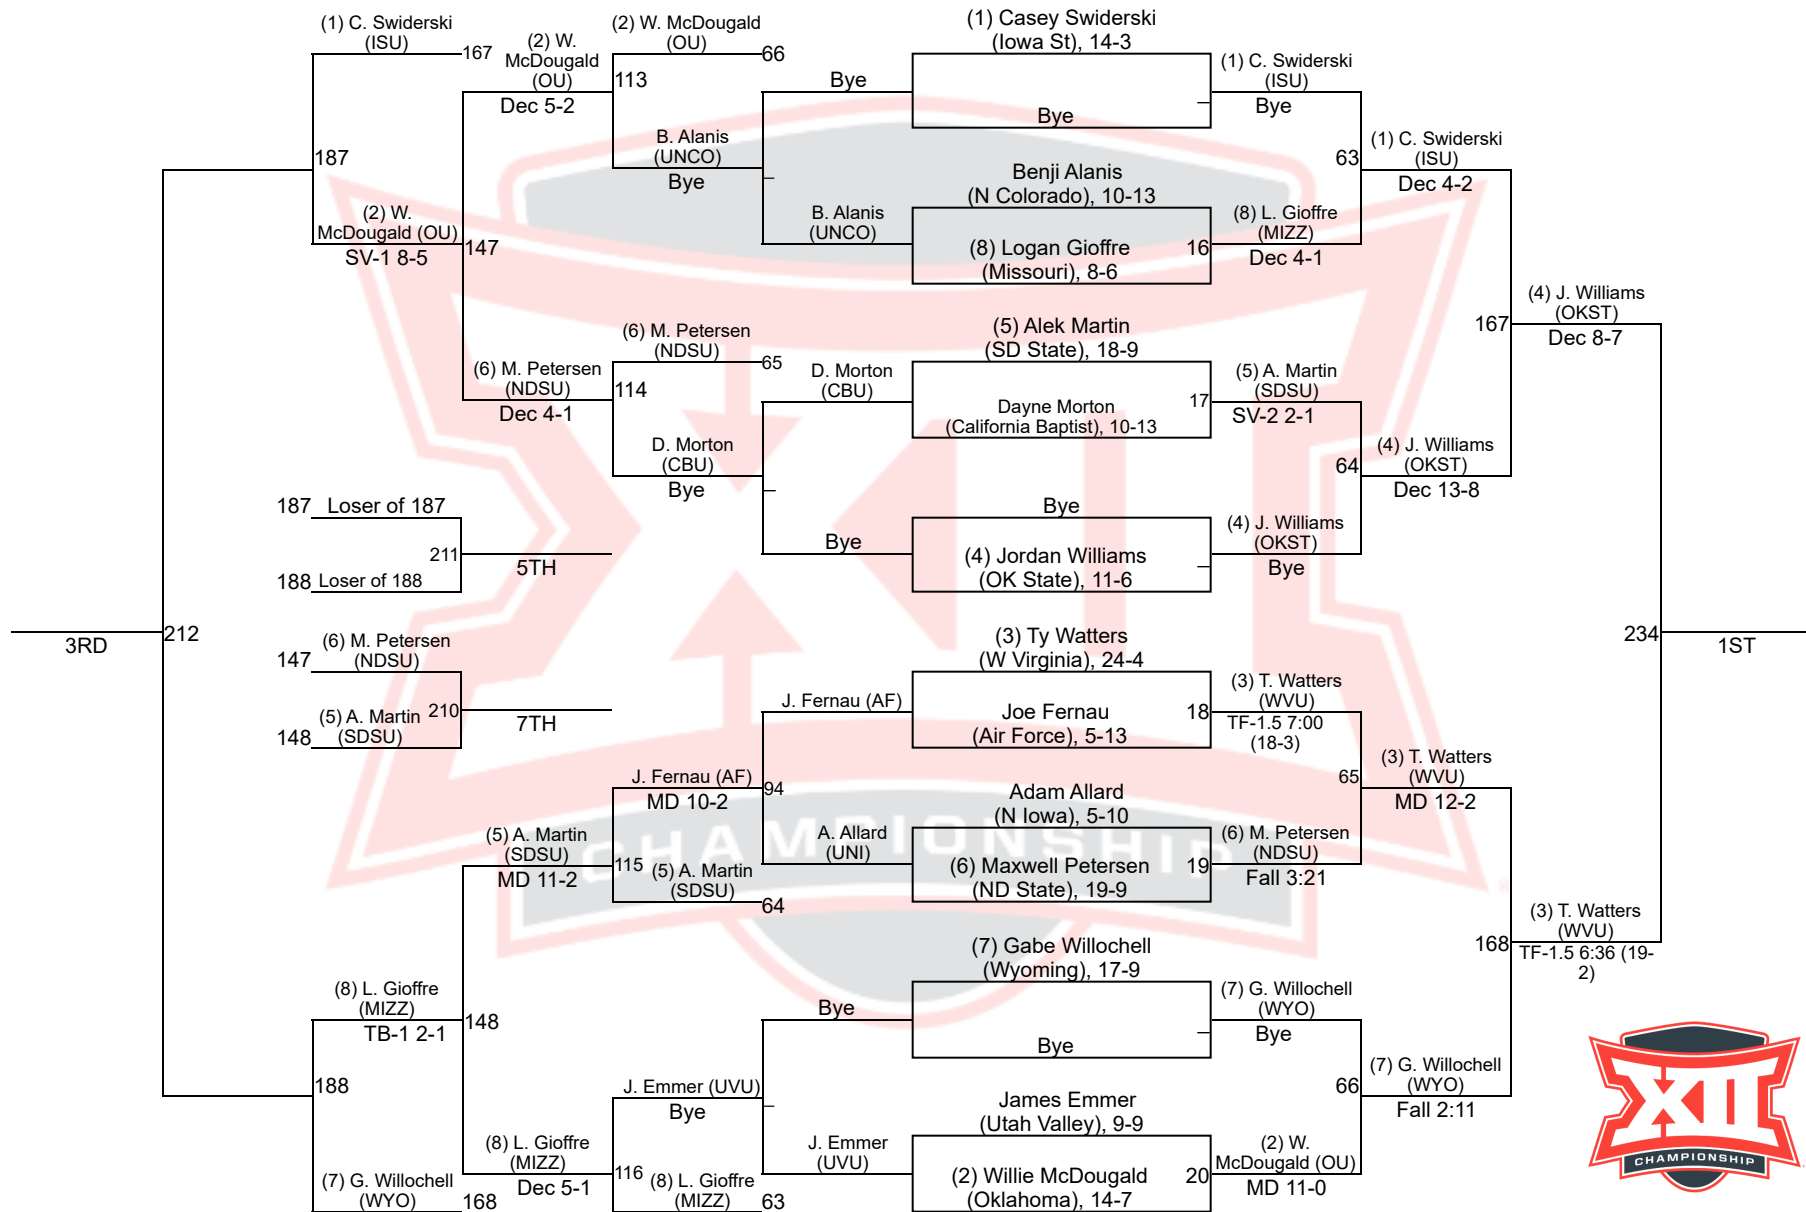 (1) C. Swiderski
(ISU)
167
187
(2) W.
McDougald (OU)
SV-1 8-5
147
(2) W.
McDougald
(OU)
Dec 5-2
113
(2) W. McDougald
(OU)
66
B. Alanis
(UNCO)
Bye
Bye
B. Alanis
(UNCO)
(6) M. Petersen
(NDSU)
Dec 4-1
114
(6) M. Petersen
(NDSU)
65
D. Morton
(CBU)
Bye
D. Morton
(CBU)
Bye
(1) Casey Swiderski
(Iowa St), 14-3
Bye
Benji Alanis
(N Colorado), 10-13
(8) Logan Gioffre
(Missouri), 8-6
16
(5) Alek Martin
(SD State), 18-9
Dayne Morton
(California Baptist), 10-13
17
Bye
(4) Jordan Williams
(OK State), 11-6
(1) C. Swiderski
(ISU)
Bye
63
(8) L. Gioffre
(MIZZ)
Dec 4-1
(5) A. Martin
(SDSU)
SV-2 2-1
64
(4) J. Williams
(OKST)
Bye
(1) C. Swiderski
(ISU)
Dec 4-2
167
(4) J. Williams
(OKST)
Dec 13-8
(4) J. Williams
(OKST)
Dec 8-7
187 Loser of 187
211
5TH
188 Loser of 188
3RD
212
147
(6) M. Petersen
(NDSU)
210
7TH
148
(5) A. Martin
(SDSU)
234
1ST
(3) Ty Watters
(W Virginia), 24-4
Joe Fernau
(Air Force), 5-13
18
Adam Allard
(N Iowa), 5-10
(6) Maxwell Petersen
(ND State), 19-9
19
(7) Gabe Willochell
(Wyoming), 17-9
Bye
James Emmer
(Utah Valley), 9-9
(2) Willie McDougald
(Oklahoma), 14-7
20
J. Fernau (AF)
J. Fernau (AF)
MD 10-2
94
A. Allard
(UNI)
(5) A. Martin
(SDSU)
MD 11-2
115
(5) A. Martin
(SDSU)
64
(8) L. Gioffre
(MIZZ)
TB-1 2-1
148
188
(7) G. Willochell
(WYO)
168
Bye
J. Emmer (UVU)
Bye
J. Emmer
(UVU)
(8) L. Gioffre
(MIZZ)
Dec 5-1
116
(8) L. Gioffre
(MIZZ)
63
(3) T. Watters
(WVU)
TF-1.5 7:00
(18-3)
65
(6) M. Petersen
(NDSU)
Fall 3:21
(3) T. Watters
(WVU)
MD 12-2
168
(3) T. Watters
(WVU)
TF-1.5 6:36 (19-
2)
(7) G. Willochell
(WYO)
Bye
66
(2) W.
McDougald (OU)
MD 11-0
(7) G. Willochell
(WYO)
Fall 2:11
XII
CHAMPIONSHIP
XII
CHAMPIONSHIP